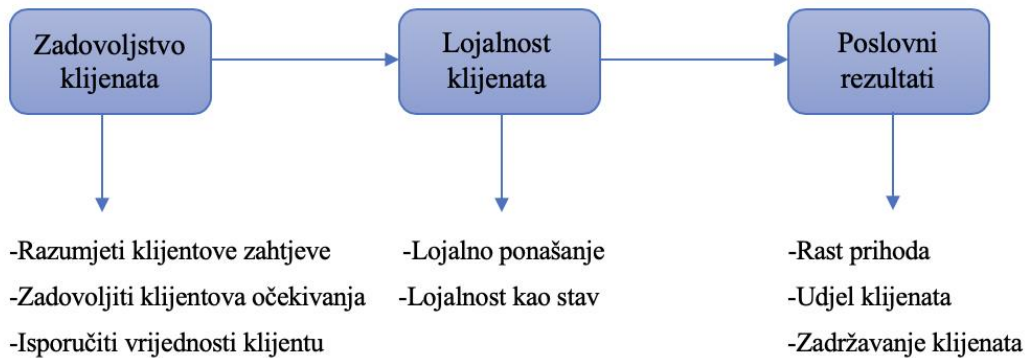 Zadovoljstvo
klijenata
Lojalnost
klijenata
Poslovni
rezultati
-Razumjeti klijentove zahtjeve
-Zadovoljiti klijentova očekivanja
-Isporučiti vrijednosti klijentu
-Lojalno ponašanje
-Lojalnost kao stav
-Rast prihoda
-Udjel klijenata
-Zadržavanje klijenata